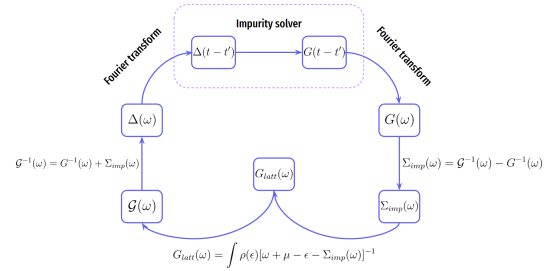 Impurity solver
Fourier transform
Δ(t − t′)
G(t − t′)
Fourier transform
Δ(ω)
G(ω)
𝒢⁻¹(ω) = G⁻¹(ω) + Σ_imp(ω)
G_latt(ω)
Σ_imp(ω) = 𝒢⁻¹(ω) − G⁻¹(ω)
𝒢(ω)
Σ_imp(ω)
G_latt(ω) = ∫ ρ(ϵ)[ω + μ − ϵ − Σ_imp(ω)]⁻¹